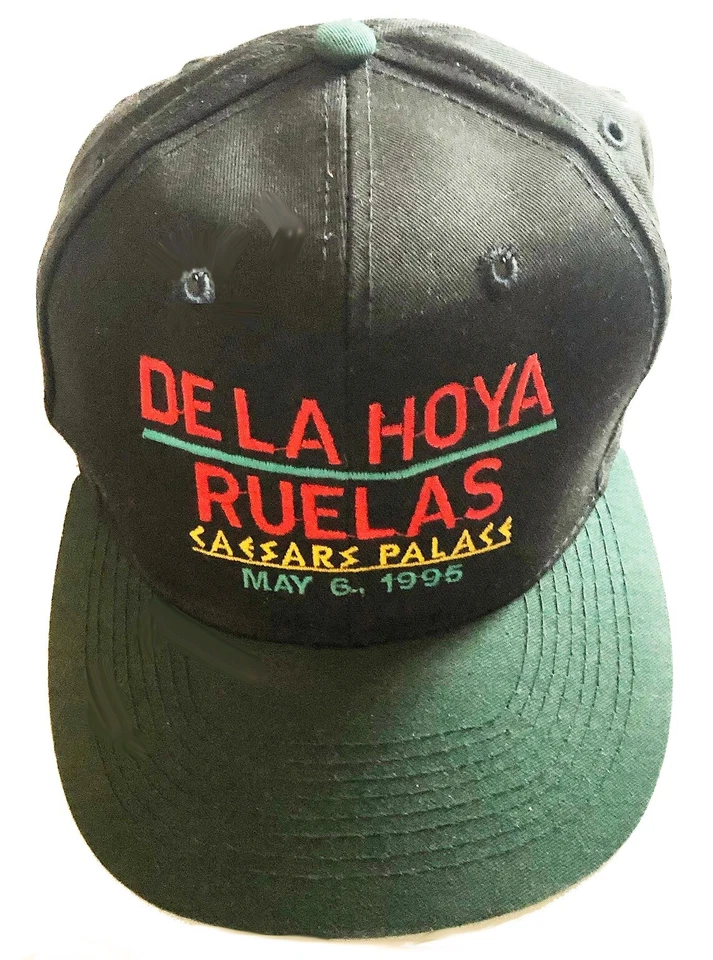 DE LA HOYA
RUELAS
CAESARS PALACE
MAY 6, 1995